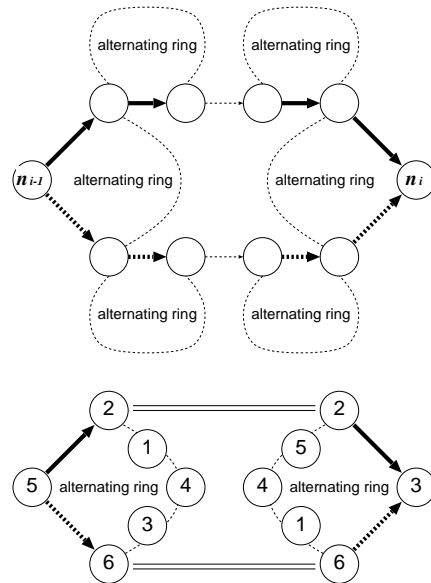 alternating ring alternating ring
n i-1 alternating ring alternating ring n i
alternating ring alternating ring
2 2
1 5
5 alternating ring 4 4 alternating ring 3
3 1
6 6